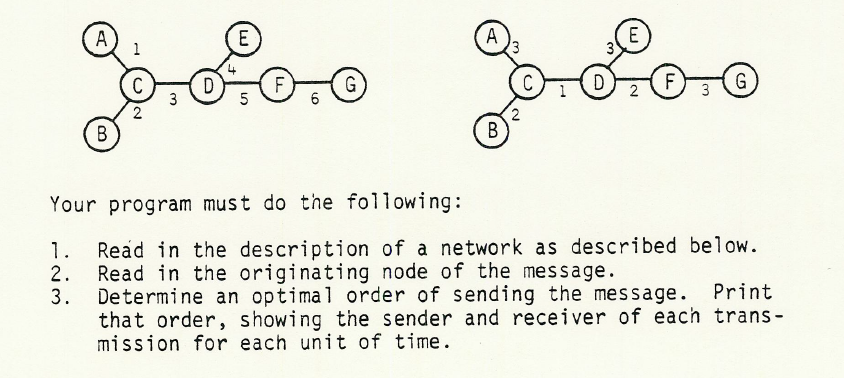 A 1 E A 3 3 E
C 3 D 4 5 F 6 G C 1 D 2 F 3 G
B 2 B 2
Your program must do the following:
1. Read in the description of a network as described below.
2. Read in the originating node of the message.
3. Determine an optimal order of sending the message. Print
that order, showing the sender and receiver of each trans-
mission for each unit of time.